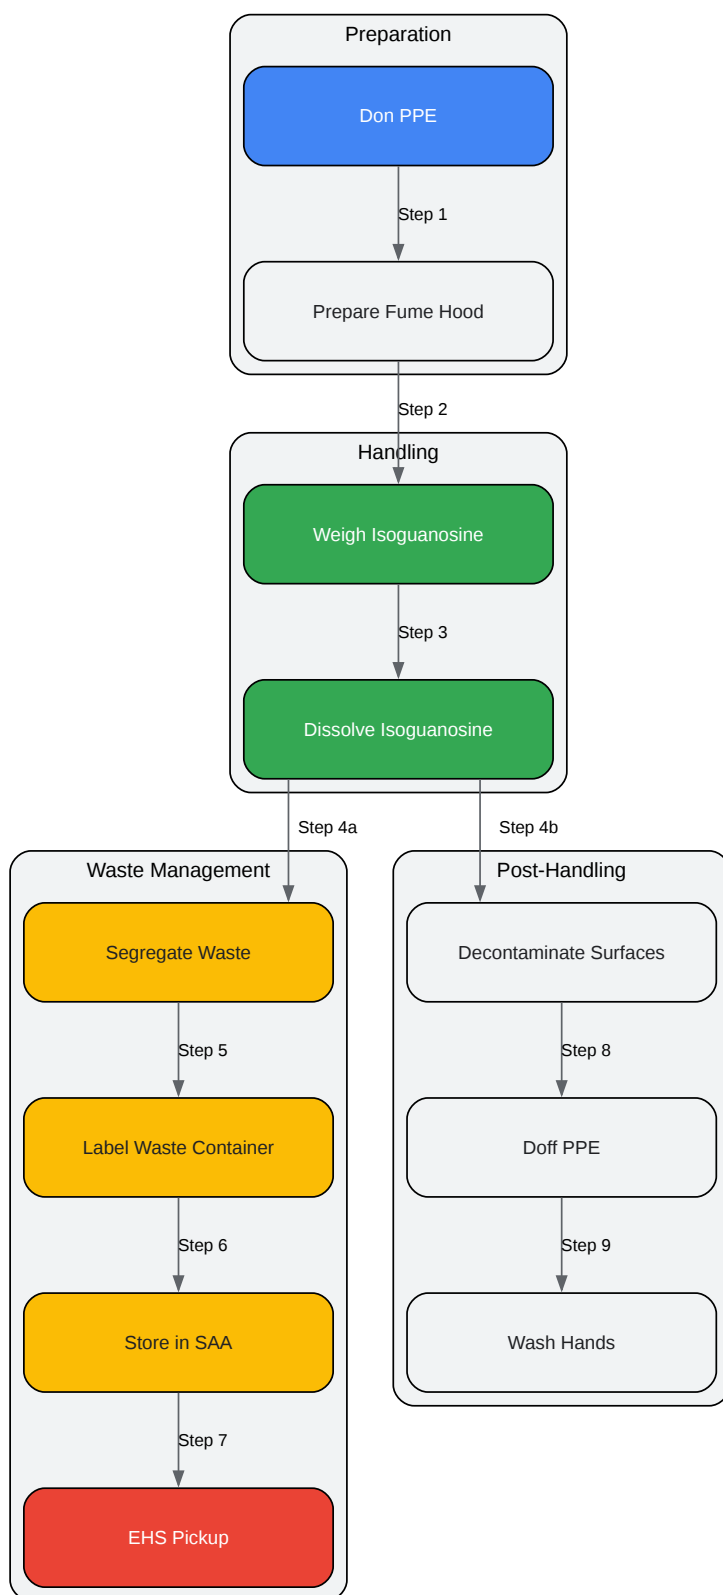 Preparation
Don PPE
Step 1
Prepare Fume Hood
Step 2
Handling
Weigh Isoguanosine
Step 3
Dissolve Isoguanosine
Step 4a
Step 4b
Waste Management
Segregate Waste
Step 5
Label Waste Container
Step 6
Store in SAA
Step 7
EHS Pickup
Post-Handling
Decontaminate Surfaces
Step 8
Doff PPE
Step 9
Wash Hands